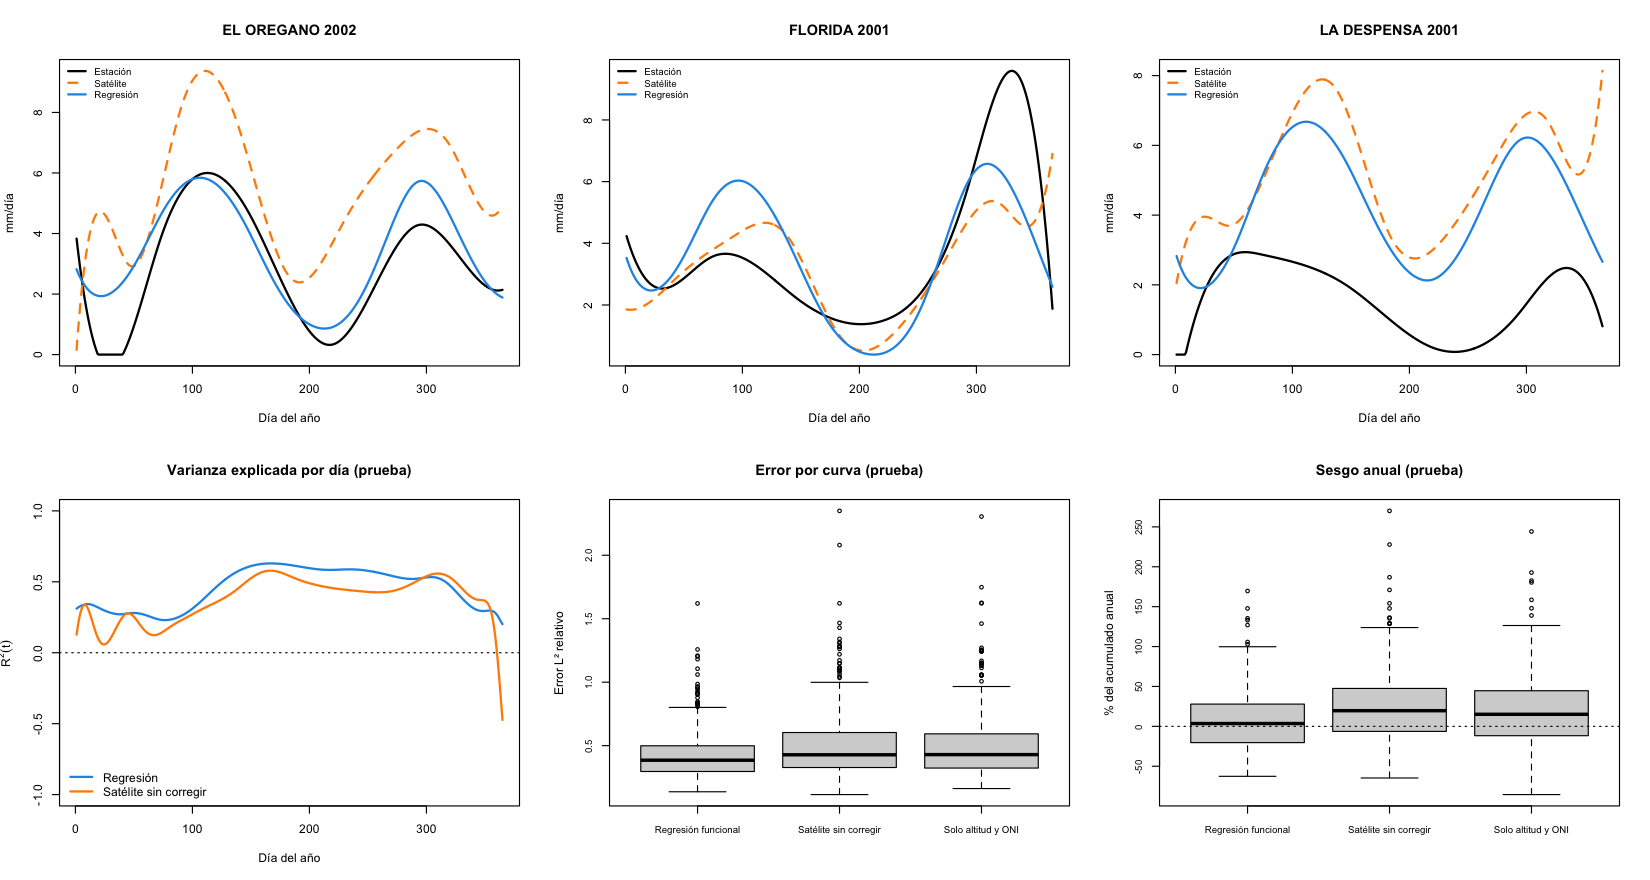 EL OREGANO 2002
Estación
Satélite
Regresión
mm/día
0
2
4
6
8
0
100
200
300
Día del año
FLORIDA 2001
Estación
Satélite
Regresión
mm/día
2
4
6
8
0
100
200
300
Día del año
LA DESPENSA 2001
Estación
Satélite
Regresión
mm/día
0
2
4
6
8
0
100
200
300
Día del año
Varianza explicada por día (prueba)
R²(t)
-1.0
-0.5
0.0
0.5
1.0
Regresión
Satélite sin corregir
0
100
200
300
Día del año
Error por curva (prueba)
Error L² relativo
0.5
1.0
1.5
2.0
Regresión funcional
Satélite sin corregir
Solo altitud y ONI
Sesgo anual (prueba)
% del acumulado anual
-50
0
50
100
150
200
250
Regresión funcional
Satélite sin corregir
Solo altitud y ONI